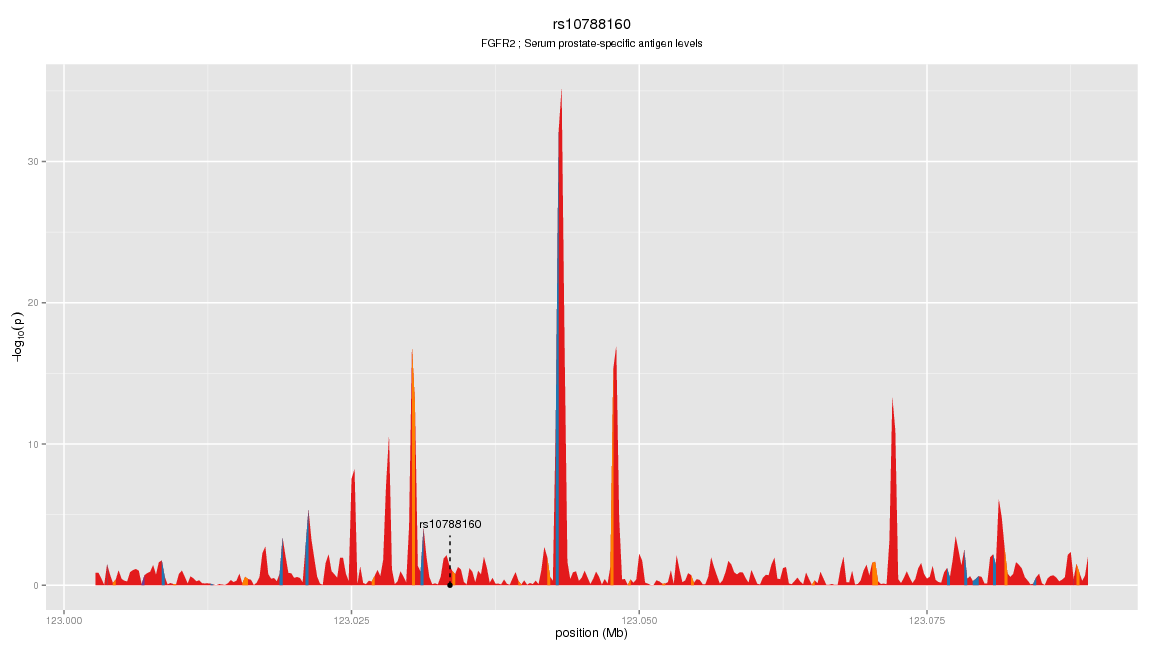 rs10788160
FGFR2 ; Serum prostate-specific antigen levels
−log10(p)
30
20
10
0
rs10788160
123.000
123.025
123.050
123.075
position (Mb)